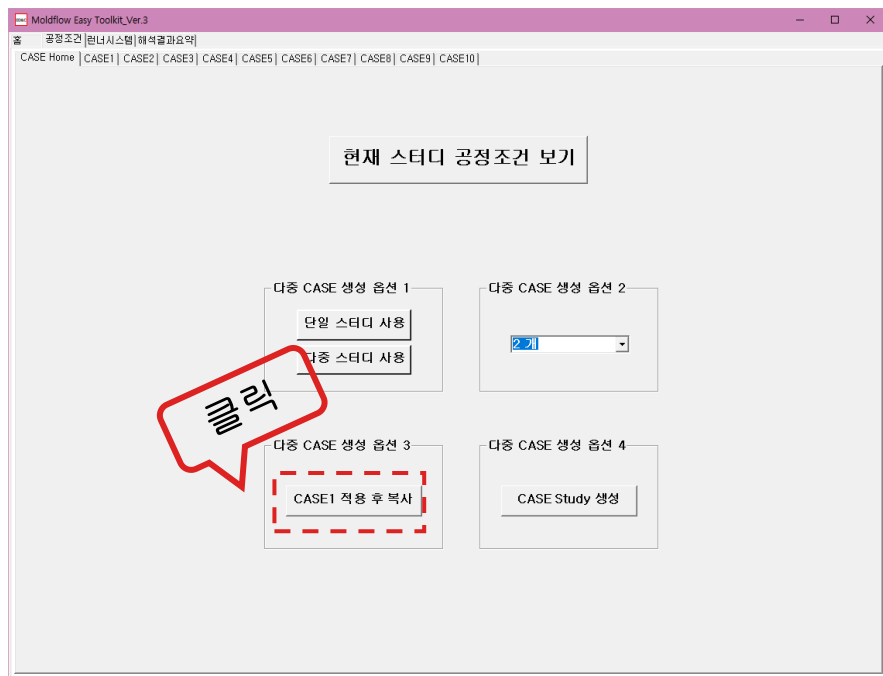 Moldflow Easy Toolkit_Ver.3
홈 공정조건 런너시스템 해석결과요약
CASE Home CASE1 CASE2 CASE3 CASE4 CASE5 CASE6 CASE7 CASE8 CASE9 CASE10
현재 스터디 공정조건 보기
다중 CASE 생성 옵션 1
단일 스터디 사용
다중 스터디 사용
다중 CASE 생성 옵션 2
2 개
클릭
다중 CASE 생성 옵션 3
CASE1 적용 후 복사
다중 CASE 생성 옵션 4
CASE Study 생성